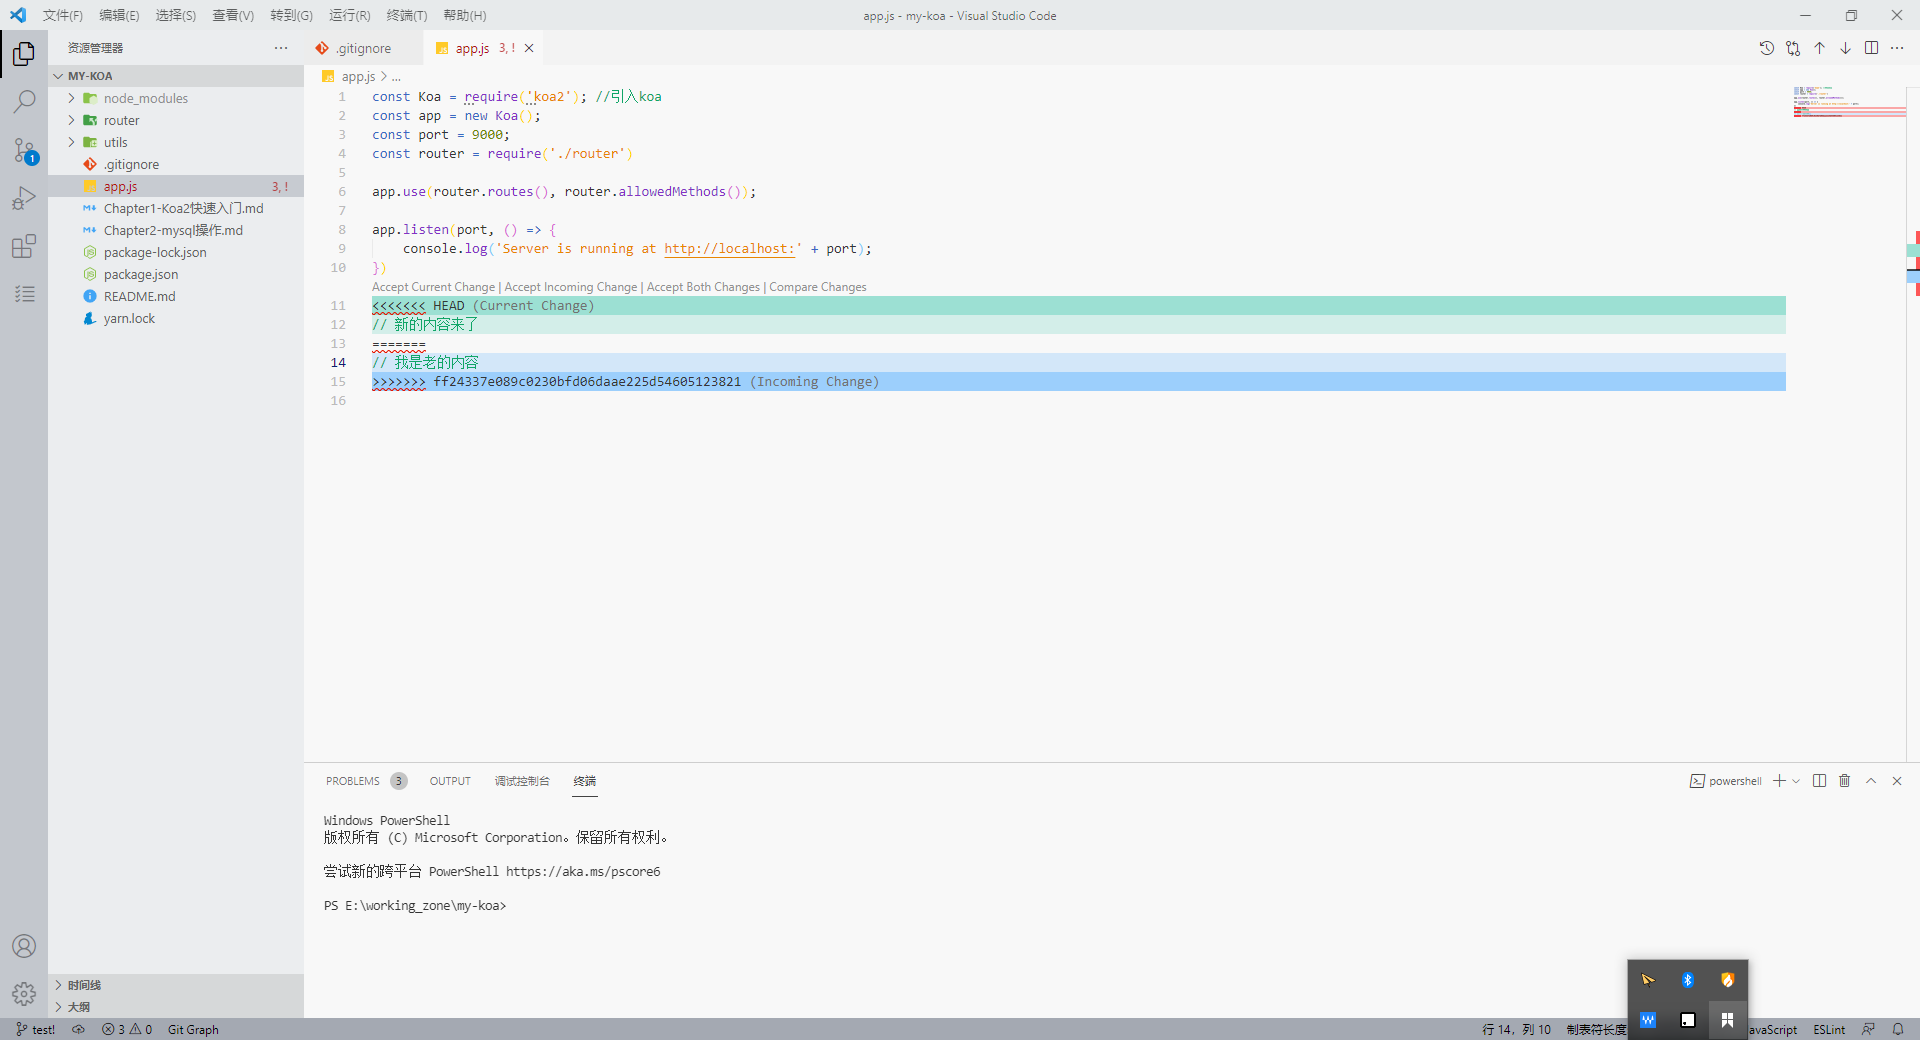 文件(F) 编辑(E) 选择(S) 查看(V) 转到(G) 运行(R) 终端(T) 帮助(H) app.js - my-koa - Visual Studio Code
资源管理器
.gitignore app.js 3, !
MY-KOA
node_modules
router
utils
.gitignore
app.js 3, !
Chapter1-Koa2快速入门.md
Chapter2-mysql操作.md
package-lock.json
package.json
README.md
yarn.lock
时间线
大纲
1
app.js > ...
1 const Koa = require('koa2'); //引入koa
2 const app = new Koa();
3 const port = 9000;
4 const router = require('./router')
5
6 app.use(router.routes(), router.allowedMethods());
7
8 app.listen(port, () => {
9 console.log('Server is running at http://localhost:' + port);
10 })
Accept Current Change | Accept Incoming Change | Accept Both Changes | Compare Changes
11 <<<<<<< HEAD (Current Change)
12 // 新的内容来了
13 =======
14 // 我是老的内容
15 >>>>>>> ff24337e089c0230bfd06daae225d54605123821 (Incoming Change)
16
PROBLEMS 3 OUTPUT 调试控制台 终端 powershell
Windows PowerShell
版权所有 (C) Microsoft Corporation。保留所有权利。
尝试新的跨平台 PowerShell https://aka.ms/pscore6
PS E:\working_zone\my-koa>
test! 3 0 Git Graph 行 14，列 10 制表符长度 avaScript ESLint